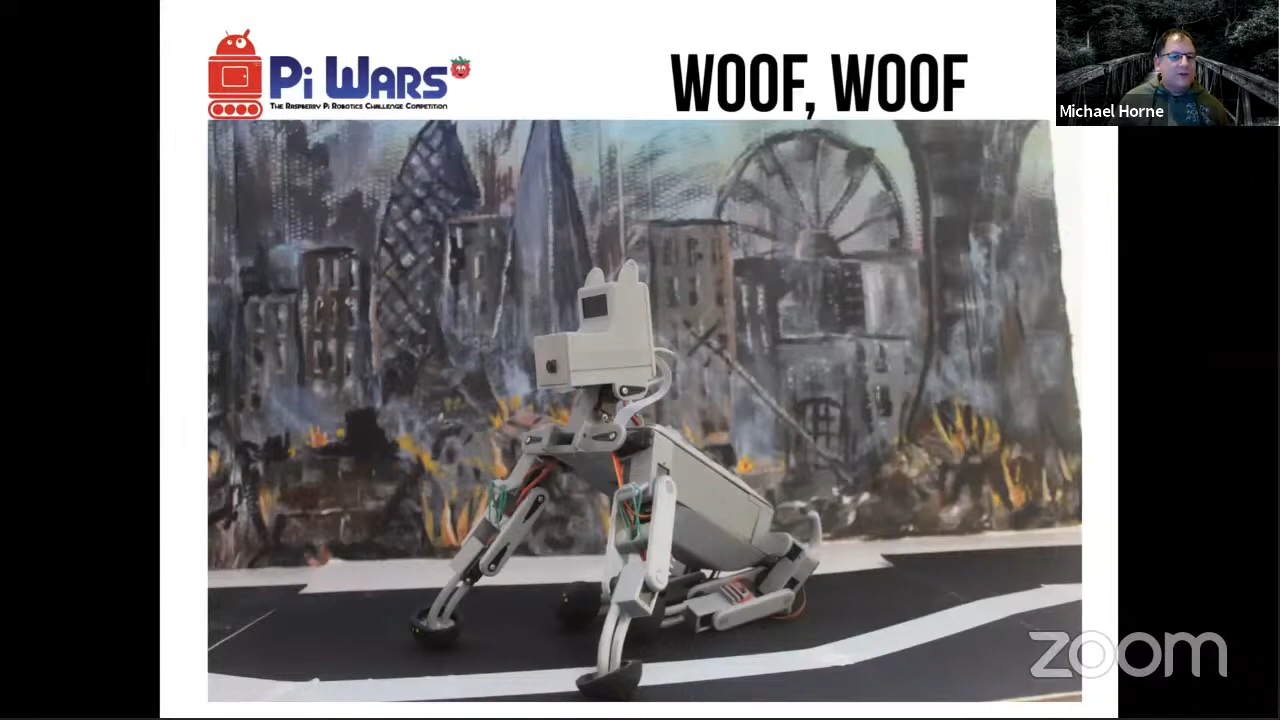 Pi Wars
The Raspberry Pi Robotics Challenge Competition
WOOF, WOOF
Michael Horne
zoom